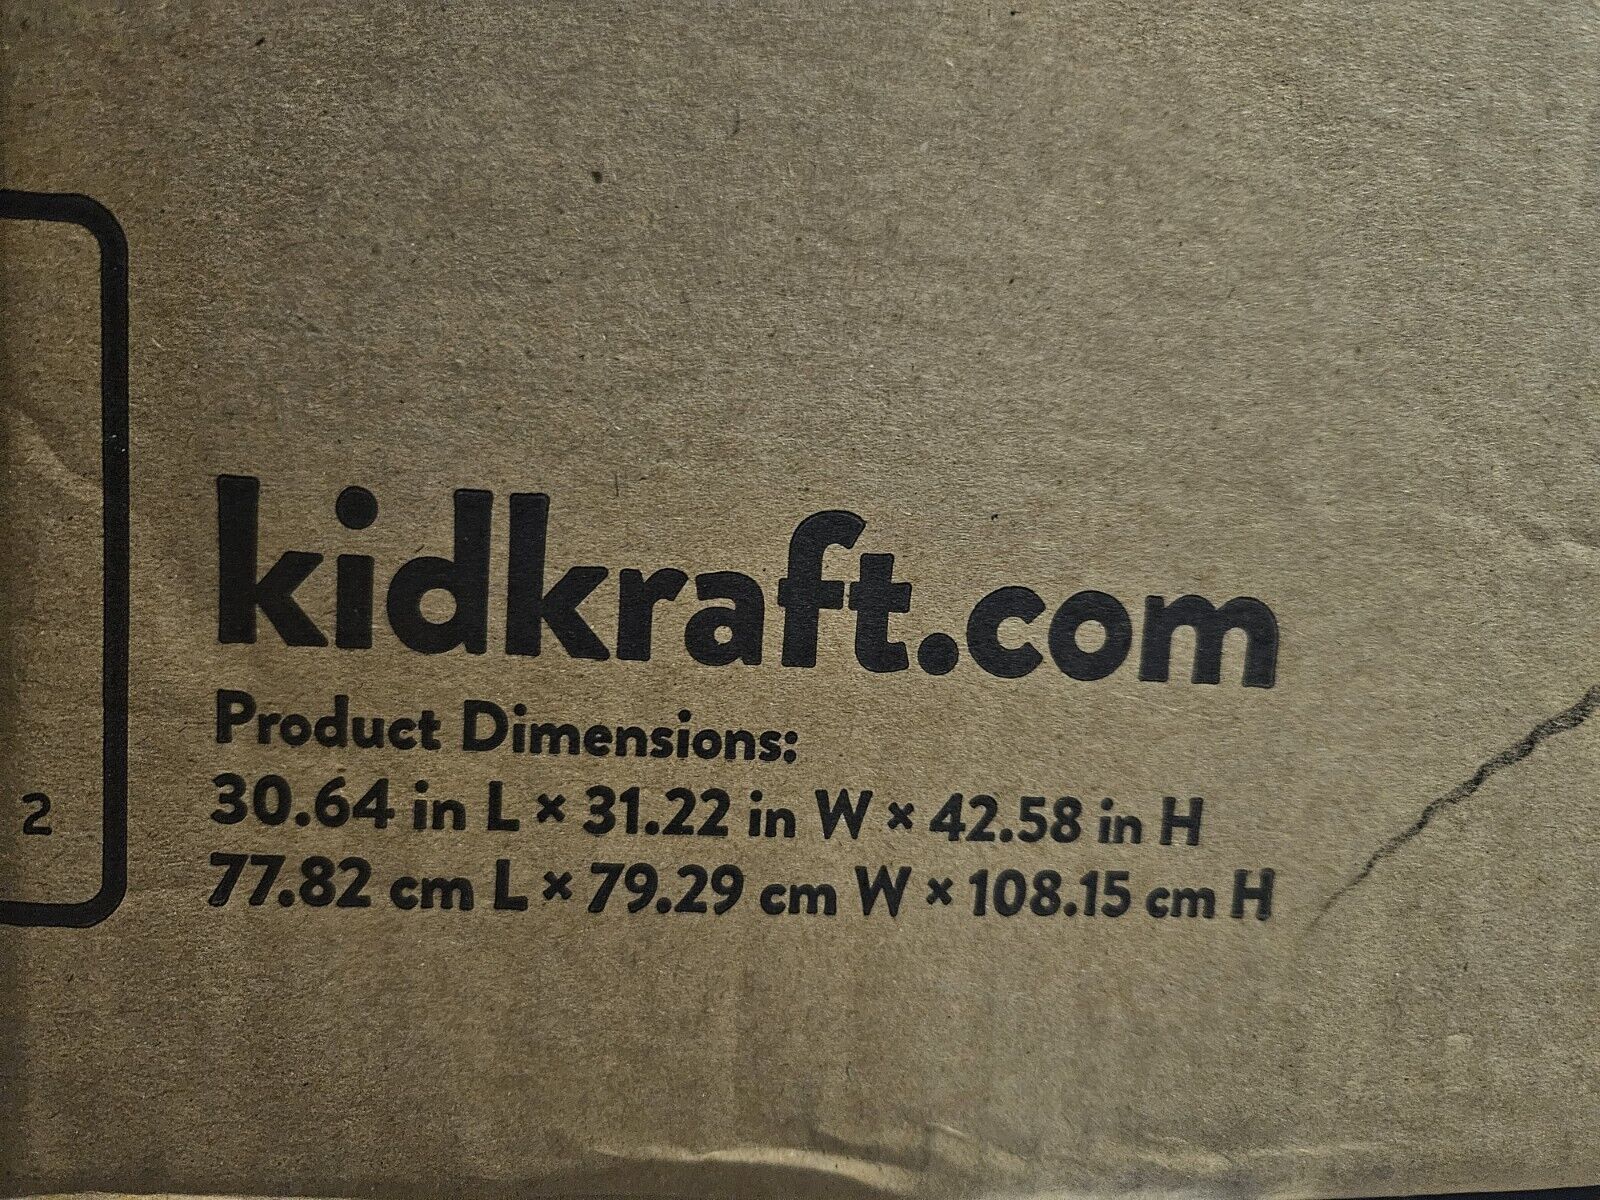 kidkraft.com
Product Dimensions:
30.64 in L × 31.22 in W × 42.58 in H
77.82 cm L × 79.29 cm W × 108.15 cm H
2